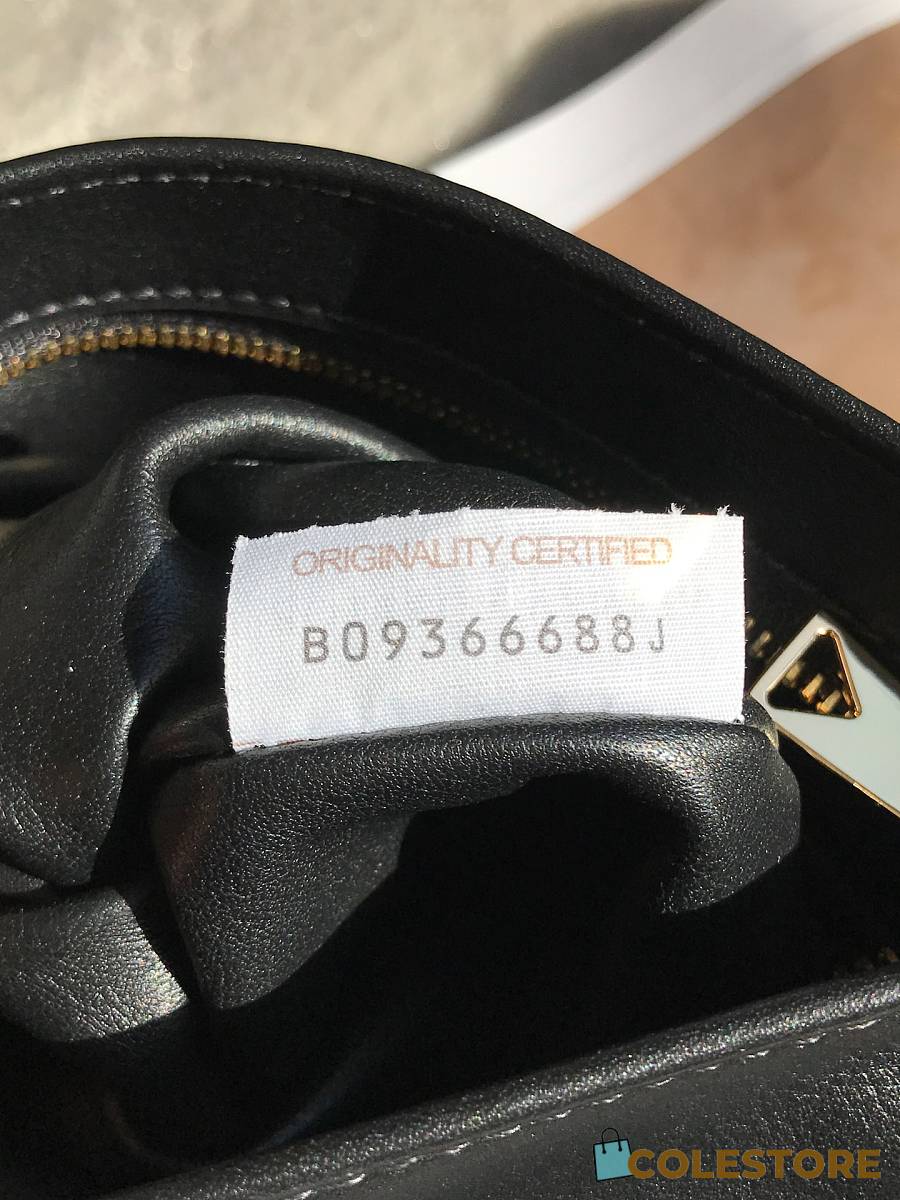 ORIGINALITY CERTIFIED
B09366688J
COLESTORE